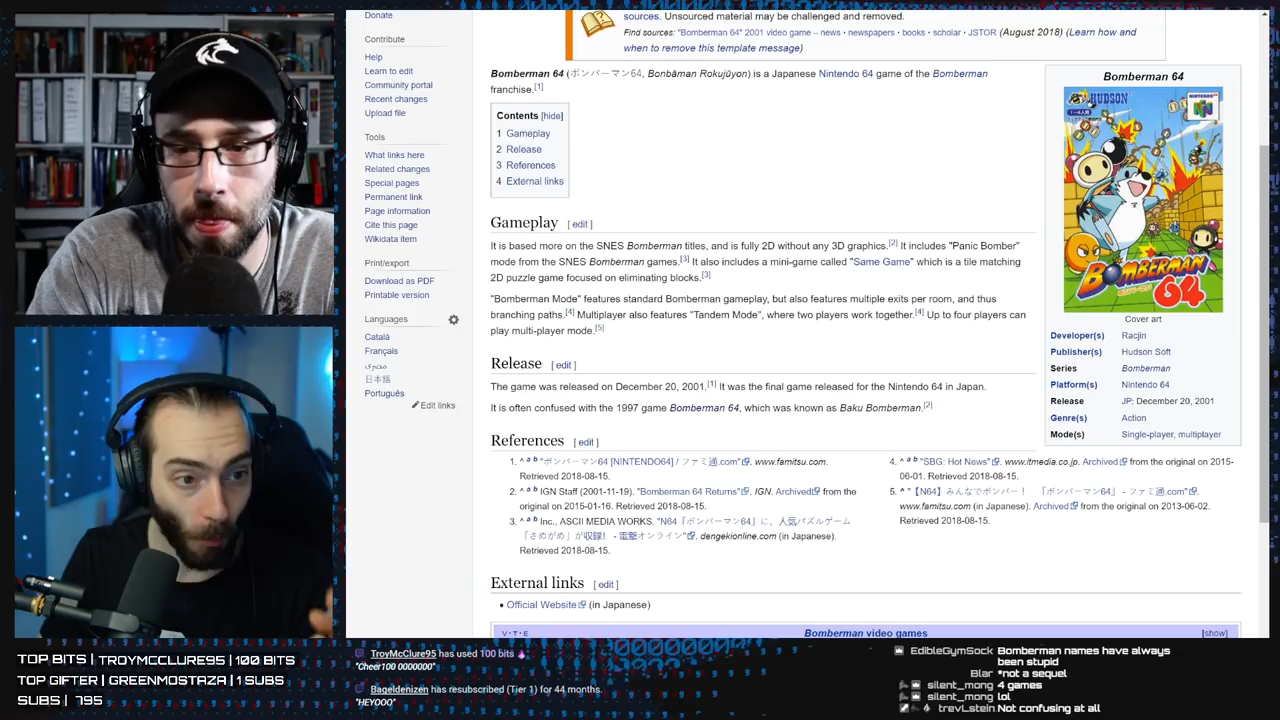 Donate
Contribute
Help
Learn to edit
Community portal
Recent changes
Upload file
Tools
What links here
Related changes
Special pages
Permanent link
Page information
Cite this page
Wikidata item
Print/export
Download as PDF
Printable version
Languages
Català
Français
مصرى
日本語
Português
Edit links
sources. Unsourced material may be challenged and removed.
Find sources: "Bomberman 64" 2001 video game – news · newspapers · books · scholar · JSTOR (August 2018) (Learn how and
when to remove this template message)
Bomberman 64 (ボンバーマン64, Bonbāman Rokujūyon) is a Japanese Nintendo 64 game of the Bomberman
franchise.[1]
Contents [hide]
1 Gameplay
2 Release
3 References
4 External links
Gameplay [ edit ]
It is based more on the SNES Bomberman titles, and is fully 2D without any 3D graphics.[2] It includes "Panic Bomber"
mode from the SNES Bomberman games.[3] It also includes a mini-game called "Same Game" which is a tile matching
2D puzzle game focused on eliminating blocks.[3]
"Bomberman Mode" features standard Bomberman gameplay, but also features multiple exits per room, and thus
branching paths.[4] Multiplayer also features "Tandem Mode", where two players work together.[4] Up to four players can
play multi-player mode.[5]
Release [ edit ]
The game was released on December 20, 2001.[1] It was the final game released for the Nintendo 64 in Japan.
It is often confused with the 1997 game Bomberman 64, which was known as Baku Bomberman.[2]
References [ edit ]
1. ^ a b "ボンバーマン64 [NINTENDO64] / ファミ通.com". www.famitsu.com.
Retrieved 2018-08-15.
2. ^ a b IGN Staff (2001-11-19). "Bomberman 64 Returns". IGN. Archived from the
original on 2015-01-16. Retrieved 2018-08-15.
3. ^ a b Inc., ASCII MEDIA WORKS. "N64『ボンバーマン64』に、人気パズルゲーム
「さめがめ」が収録! - 電撃オンライン". dengekionline.com (in Japanese).
Retrieved 2018-08-15.
4. ^ a b "SBG: Hot News". www.itmedia.co.jp. Archived from the original on 2015-
06-01. Retrieved 2018-08-15.
5. ^ "【N64】みんなでボンバー！ 『ボンバーマン64』 - ファミ通.com".
www.famitsu.com (in Japanese). Archived from the original on 2013-06-02.
Retrieved 2018-08-15.
External links [ edit ]
• Official Website (in Japanese)
V·T·E Bomberman video games [show]
Bomberman 64
HUDSON
NINTENDO 64
BOMBERMAN
64
Cover art
Developer(s) Racjin
Publisher(s) Hudson Soft
Series Bomberman
Platform(s) Nintendo 64
Release JP: December 20, 2001
Genre(s) Action
Mode(s) Single-player, multiplayer
TOP BITS | TROYMCCLURE95 | 100 BITS
TOP GIFTER | GREENMOSTAZA | 1 SUBS
SUBS | 795
TroyMcClure95 has used 100 bits
"Cheer100 0000000"
Bageldenizen has resubscribed (Tier 1) for 44 months.
"HEYOOO"
EdibleGymSock Bomberman names have always
been stupid
Blar *not a sequel
silent_mong 4 games
silent_mong lol
trevLstein Not confusing at all